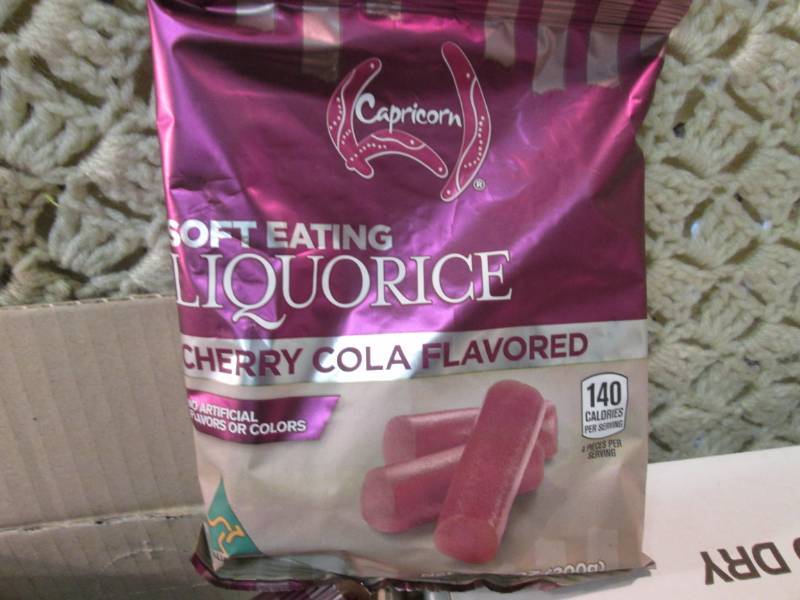 Capricorn
®
SOFT EATING
LIQUORICE
CHERRY COLA FLAVORED
NO ARTIFICIAL
FLAVORS OR COLORS
140
CALORIES
PER SERVING
PIECES PER
SERVING
DRY